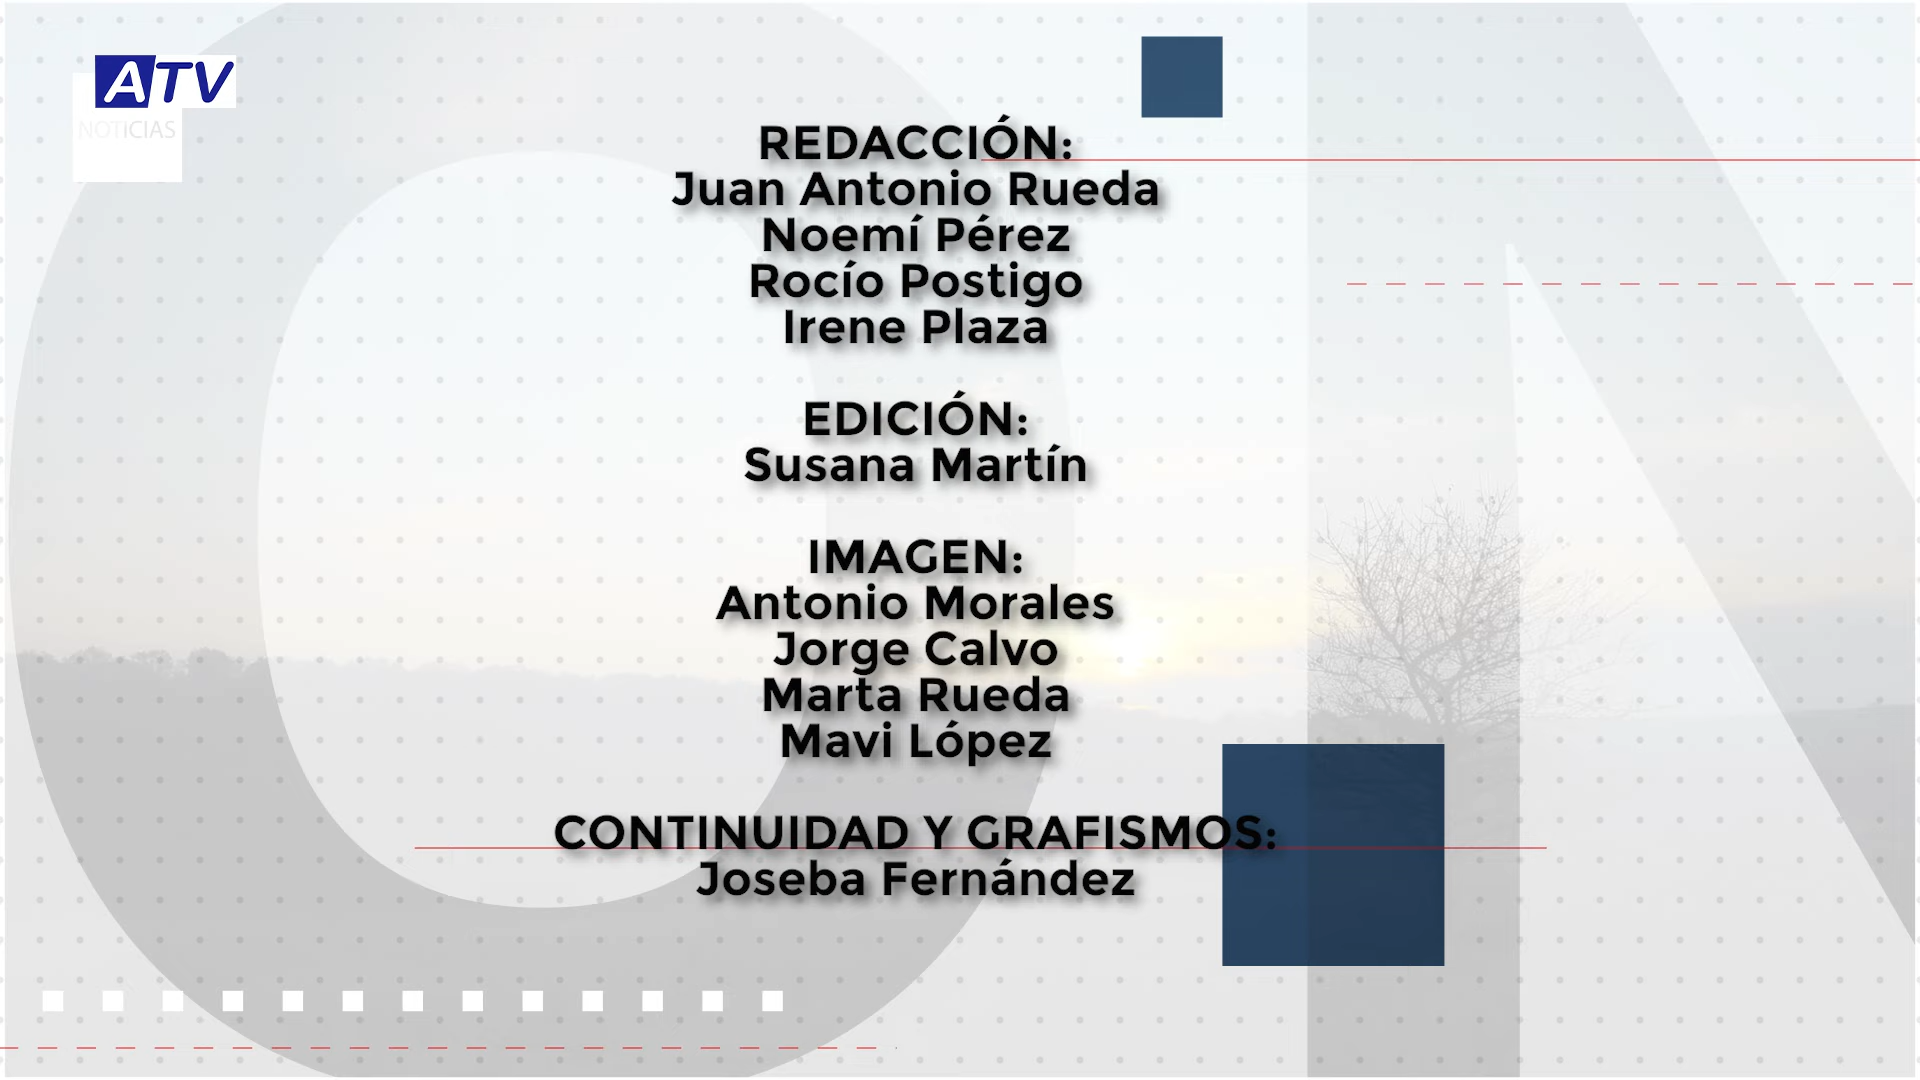 ATV
NOTICIAS
REDACCIÓN:
Juan Antonio Rueda
Noemí Pérez
Rocío Postigo
Irene Plaza
EDICIÓN:
Susana Martín
IMAGEN:
Antonio Morales
Jorge Calvo
Marta Rueda
Mavi López
CONTINUIDAD Y GRAFISMOS:
Joseba Fernández